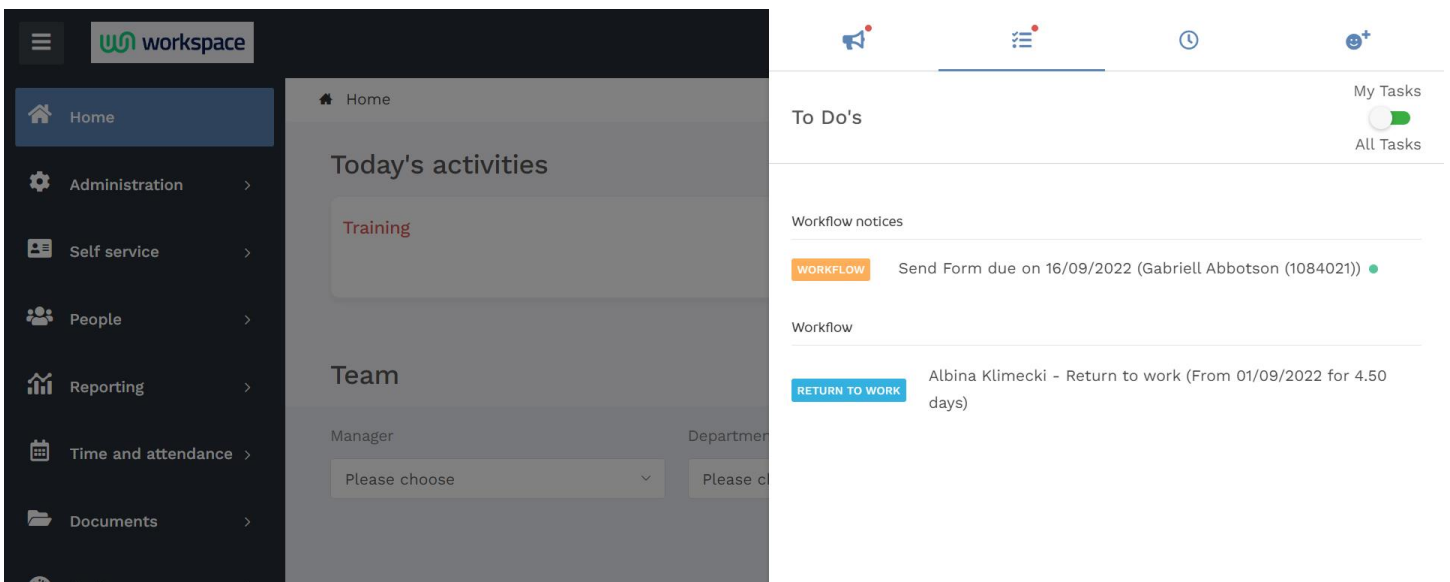 workspace
Home
Administration
Self service
People
Reporting
Time and attendance
Documents
Home
Today's activities
Training
Team
Manager
Please choose
Departmen
Please c
My Tasks
To Do's
All Tasks
Workflow notices
WORKFLOW Send Form due on 16/09/2022 (Gabriell Abbotson (1084021))
Workflow
RETURN TO WORK Albina Klimecki - Return to work (From 01/09/2022 for 4.50
days)